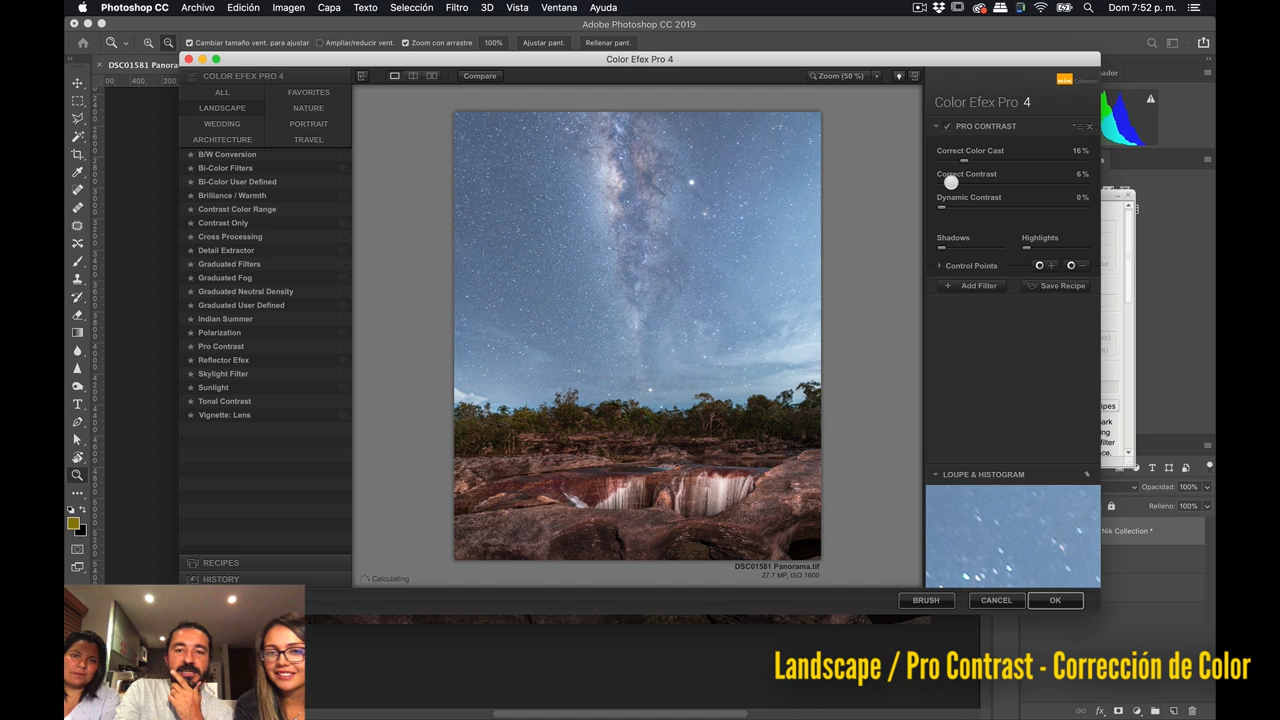 Photoshop CC Archivo Edición Imagen Capa Texto Selección Filtro 3D Vista Ventana Ayuda Dom 7:52 p. m.
Adobe Photoshop CC 2019
Cambiar tamaño vent. para ajustar Ampliar/reducir vent. Zoom con arrastre 100% Ajustar pant. Rellenar pant.
Color Efex Pro 4
DSC01581 Panora
COLOR EFEX PRO 4
Compare
Zoom (50 %)
ALL FAVORITES
LANDSCAPE NATURE
WEDDING PORTRAIT
ARCHITECTURE TRAVEL
B/W Conversion
Bi-Color Filters
Bi-Color User Defined
Brilliance / Warmth
Contrast Color Range
Contrast Only
Cross Processing
Detail Extractor
Graduated Filters
Graduated Fog
Graduated Neutral Density
Graduated User Defined
Indian Summer
Polarization
Pro Contrast
Reflector Efex
Skylight Filter
Sunlight
Tonal Contrast
Vignette: Lens
RECIPES
HISTORY
Calculating
DSC01581 Panorama.tif
27.7 MP, ISO 1600
Collection
Color Efex Pro 4
PRO CONTRAST
Correct Color Cast 16 %
Correct Contrast 6 %
Dynamic Contrast 0 %
Shadows Highlights
Control Points
Add Filter Save Recipe
LOUPE & HISTOGRAM
BRUSH CANCEL OK
Opacidad: 100%
Relleno: 100%
Nik Collection *
Landscape / Pro Contrast - Corrección de Color